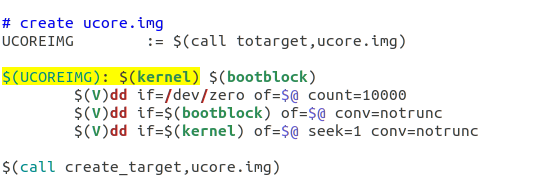 # create ucore.img
UCOREIMG        := $(call totarget,ucore.img)
$(UCOREIMG): $(kernel) $(bootblock)
        $(V)dd if=/dev/zero of=$@ count=10000
        $(V)dd if=$(bootblock) of=$@ conv=notrunc
        $(V)dd if=$(kernel) of=$@ seek=1 conv=notrunc
$(call create_target,ucore.img)